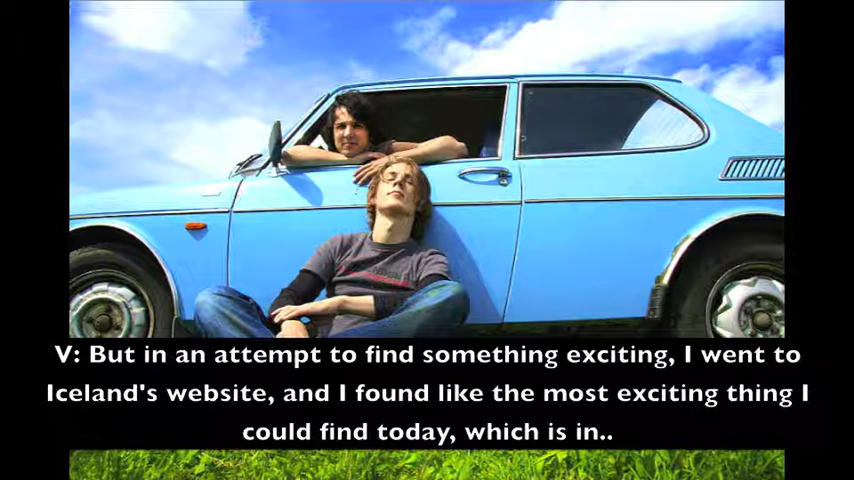 V: But in an attempt to find something exciting, I went to
Iceland's website, and I found like the most exciting thing I
could find today, which is in..